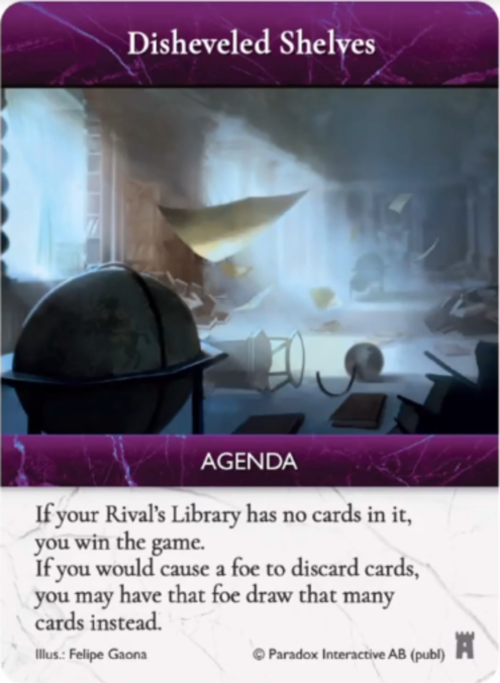 Disheveled Shelves
AGENDA
If your Rival's Library has no cards in it,
you win the game.
If you would cause a foe to discard cards,
you may have that foe draw that many
cards instead.
Illus.: Felipe Gaona © Paradox Interactive AB (publ)